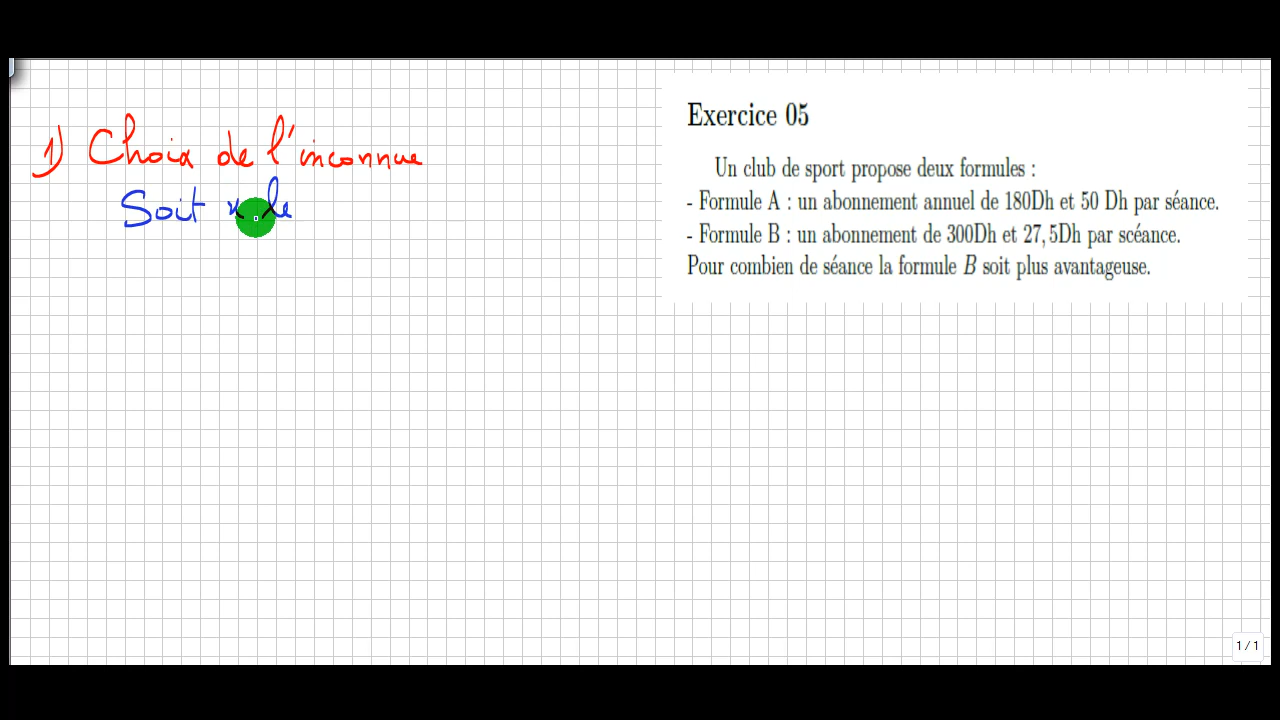 1) Choix de l'inconnue
Soit x le
Exercice 05
Un club de sport propose deux formules :
- Formule A : un abonnement annuel de 180Dh et 50 Dh par séance.
- Formule B : un abonnement de 300Dh et 27,5Dh par scéance.
Pour combien de séance la formule B soit plus avantageuse.
1 / 1